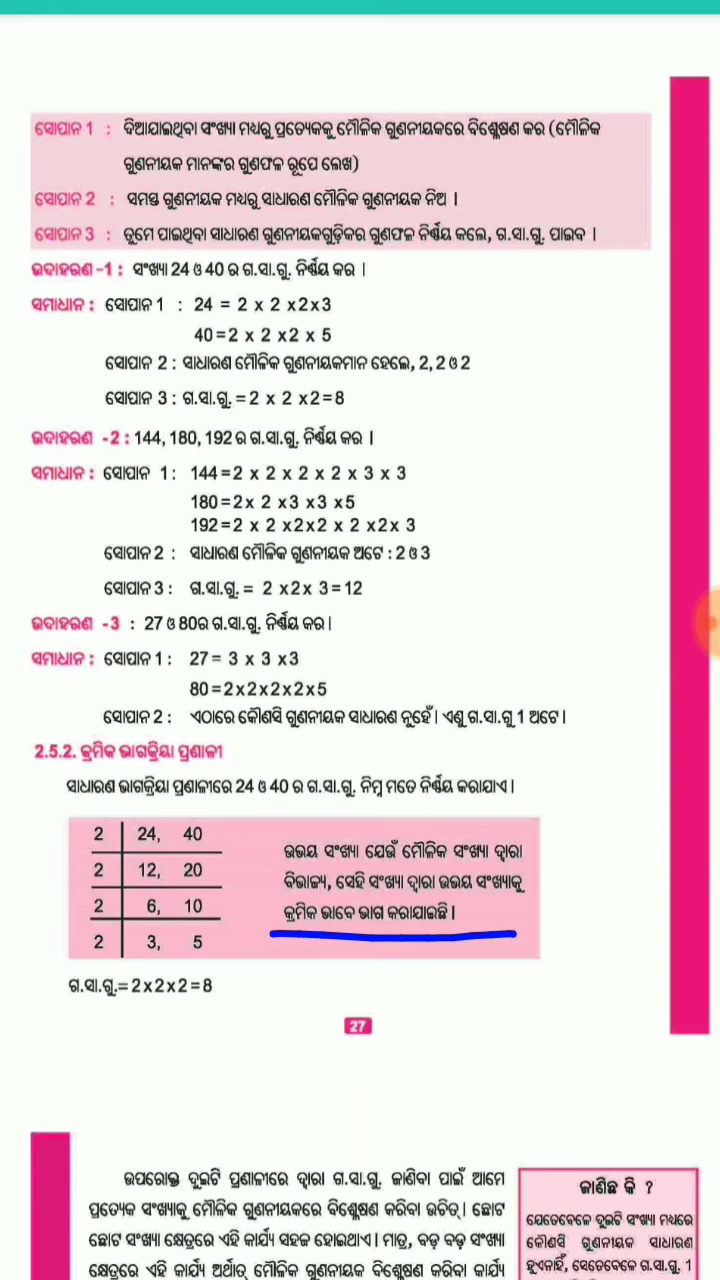 ସୋପାନ 1 : ଦିଆଯାଇଥିବା ସଂଖ୍ୟା ମଧ୍ୟରୁ ପ୍ରତ୍ୟେକକୁ ମୌଳିକ ଗୁଣନୀୟକରେ ବିଶ୍ଳେଷଣ କର (ମୌଳିକ
ଗୁଣନୀୟକ ମାନଙ୍କର ଗୁଣଫଳ ରୂପେ ଲେଖ)
ସୋପାନ 2 : ସମସ୍ତ ଗୁଣନୀୟକ ମଧ୍ୟରୁ ସାଧାରଣ ମୌଳିକ ଗୁଣନୀୟକ ନିଅ ।
ସୋପାନ 3 : ତୁମେ ପାଇଥିବା ସାଧାରଣ ଗୁଣନୀୟକଗୁଡ଼ିକର ଗୁଣଫଳ ନିର୍ଣ୍ଣୟ କଲେ, ଗ.ସା.ଗୁ. ପାଇବ ।
ଉଦାହରଣ -1 : ସଂଖ୍ୟା 24 ଓ 40 ର ଗ.ସା.ଗୁ. ନିର୍ଣ୍ଣୟ କର ।
ସମାଧାନ : ସୋପାନ 1 : 24 = 2 x 2 x2x3
40=2 x 2 x2 x 5
ସୋପାନ 2 : ସାଧାରଣ ମୌଳିକ ଗୁଣନୀୟକମାନ ହେଲେ, 2, 2 ଓ 2
ସୋପାନ 3 : ଗ.ସା.ଗୁ. = 2 x 2 x2=8
ଉଦାହରଣ -2 : 144, 180, 192 ର ଗ.ସା.ଗୁ. ନିର୍ଣ୍ଣୟ କର ।
ସମାଧାନ : ସୋପାନ 1 : 144=2 x 2 x 2 x 2 x 3 x 3
180=2x 2 x3 x3 x5
192=2 x 2 x2x2 x 2 x2x 3
ସୋପାନ 2 : ସାଧାରଣ ମୌଳିକ ଗୁଣନୀୟକ ଅଟେ : 2 ଓ 3
ସୋପାନ 3 : ଗ.ସା.ଗୁ. = 2 x2x 3=12
ଉଦାହରଣ -3 : 27 ଓ 80ର ଗ.ସା.ଗୁ. ନିର୍ଣ୍ଣୟ କର।
ସମାଧାନ : ସୋପାନ 1 : 27= 3 x 3 x3
80=2x2x2x2x5
ସୋପାନ 2 : ଏଠାରେ କୌଣସି ଗୁଣନୀୟକ ସାଧାରଣ ନୁହେଁ। ଏଣୁ ଗ.ସା.ଗୁ 1 ଅଟେ।
2.5.2. କ୍ରମିକ ଭାଗକ୍ରିୟା ପ୍ରଣାଳୀ
ସାଧାରଣ ଭାଗକ୍ରିୟା ପ୍ରଣାଳୀରେ 24 ଓ 40 ର ଗ.ସା.ଗୁ. ନିମ୍ନ ମତେ ନିର୍ଣ୍ଣୟ କରାଯାଏ।
2 24, 40
2 12, 20
2 6, 10
2 3, 5
ଉଭୟ ସଂଖ୍ୟା ଯେଉଁ ମୌଳିକ ସଂଖ୍ୟା ଦ୍ୱାରା
ବିଭାଜ୍ୟ, ସେହି ସଂଖ୍ୟା ଦ୍ୱାରା ଉଭୟ ସଂଖ୍ୟାକୁ
କ୍ରମିକ ଭାବେ ଭାଗ କରାଯାଇଛି।
ଗ.ସା.ଗୁ.=2x2x2=8
27
ଉପରୋକ୍ତ ଦୁଇଟି ପ୍ରଣାଳୀରେ ଦ୍ୱାରା ଗ.ସା.ଗୁ. ଜାଣିବା ପାଇଁ ଆମେ
ପ୍ରତ୍ୟେକ ସଂଖ୍ୟାକୁ ମୌଳିକ ଗୁଣନୀୟକରେ ବିଶ୍ଳେଷଣ କରିବା ଉଚିତ୍। ଛୋଟ
ଛୋଟ ସଂଖ୍ୟା କ୍ଷେତ୍ରରେ ଏହି କାର୍ଯ୍ୟ ସହଜ ହୋଇଥାଏ। ମାତ୍ର, ବଡ଼ ବଡ଼ ସଂଖ୍ୟା
କ୍ଷେତ୍ରରେ ଏହି କାର୍ଯ୍ୟ ଅର୍ଥାତ୍ ମୌଳିକ ଗୁଣନୀୟକ ବିଶ୍ଳେଷଣ କରିବା କାର୍ଯ୍ୟ
ଜାଣିଛ କି ?
ଯେତେବେଳେ ଦୁଇଟି ସଂଖ୍ୟା ମଧ୍ୟରେ
କୌଣସି ଗୁଣନୀୟକ ସାଧାରଣ
ହୁଏନାହିଁ, ସେତେବେଳେ ଗ.ସା.ଗୁ. 1